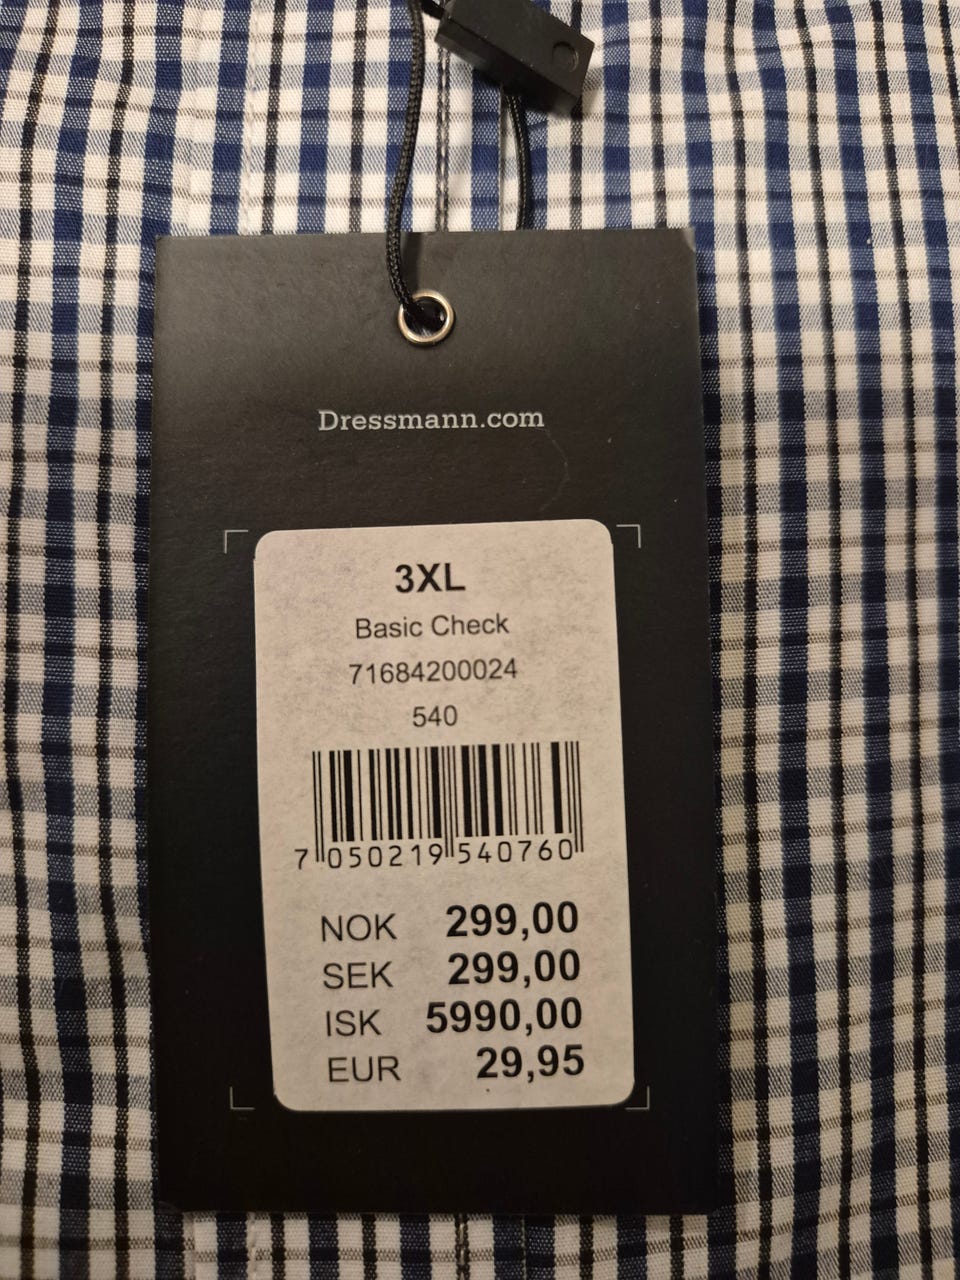 Dressmann.com
3XL
Basic Check
71684200024
540
7 050219 540760
NOK 299,00
SEK 299,00
ISK 5990,00
EUR 29,95